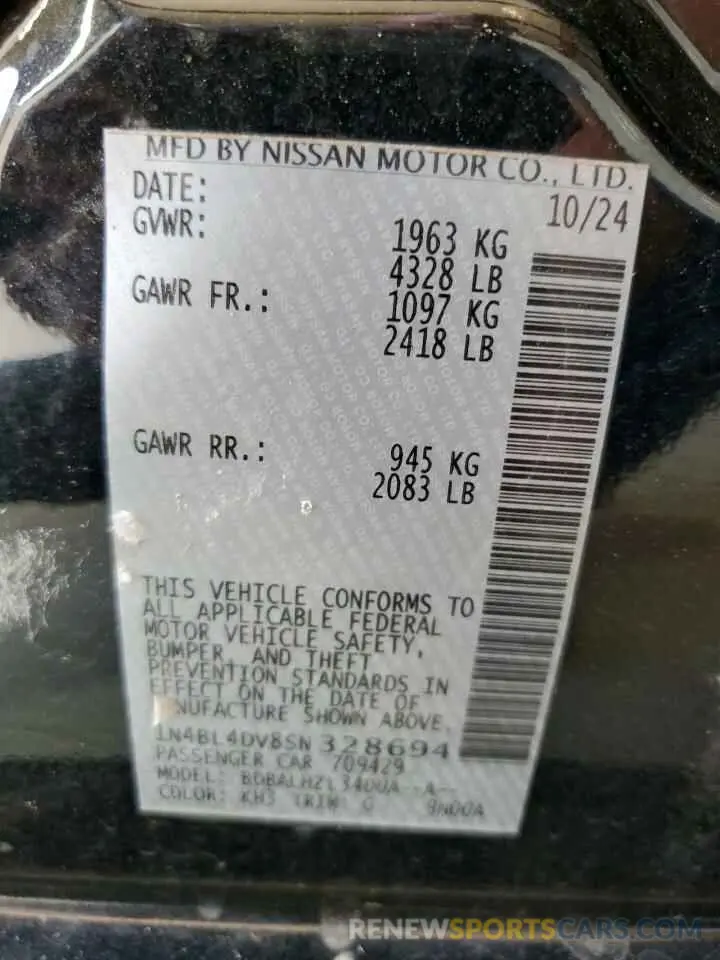 MFD BY NISSAN MOTOR CO., LTD.
DATE: 10/24
GVWR: 1963 KG
4328 LB
GAWR FR.: 1097 KG
2418 LB
GAWR RR.: 945 KG
2083 LB
THIS VEHICLE CONFORMS TO
ALL APPLICABLE FEDERAL
MOTOR VEHICLE SAFETY,
BUMPER, AND THEFT
PREVENTION STANDARDS IN
EFFECT ON THE DATE OF
MANUFACTURE SHOWN ABOVE.
1N4BL4DV8SN328694
PASSENGER CAR 709429
MODEL:
COLOR: KH3 TRIM: G
RENEWSPORTSCARS.COM